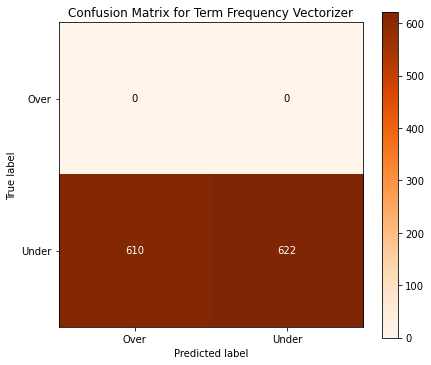 Confusion Matrix for Term Frequency Vectorizer
600
500
400
300
200
100
0
Over
Under
True label
0 0
610 622
Over Under
Predicted label